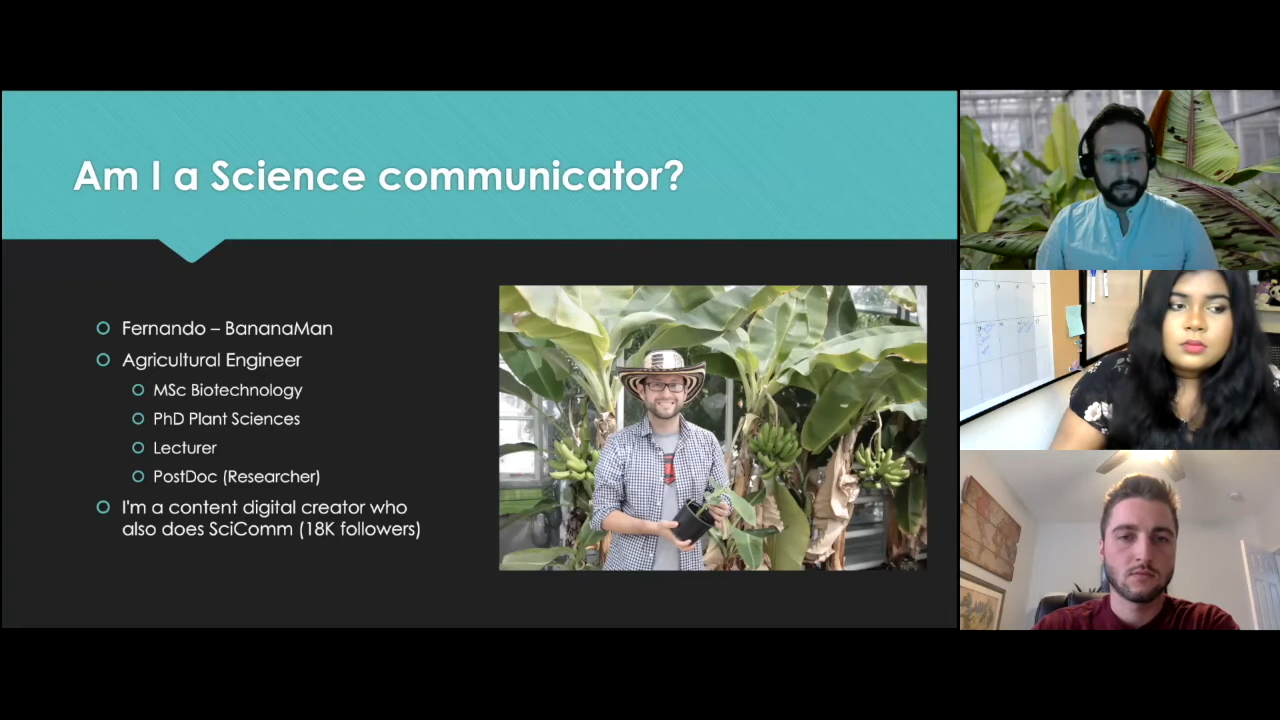 Am I a Science communicator?
Fernando – BananaMan
Agricultural Engineer
MSc Biotechnology
PhD Plant Sciences
Lecturer
PostDoc (Researcher)
I'm a content digital creator who
also does SciComm (18K followers)